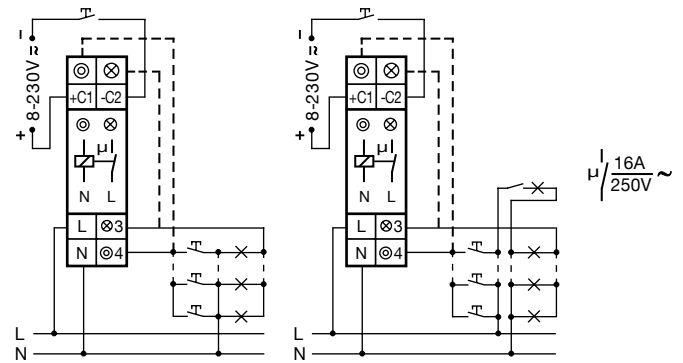 8-230V ≂
−
+
+C1 -C2
µ
N L
L ⊗3
N ◎4
L
N
8-230V ≂
−
+
+C1 -C2
µ
N L
L ⊗3
N ◎4
L
N
µ 16A
250V ~